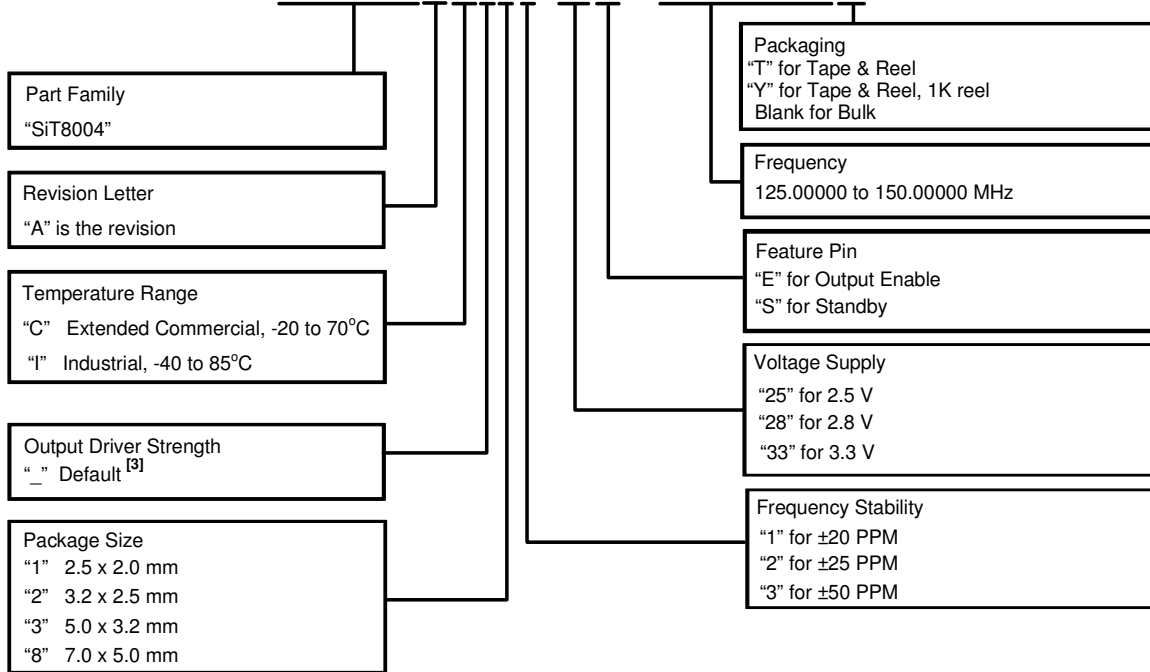 Part Family
“SiT8004”
Revision Letter
“A” is the revision
Temperature Range
“C” Extended Commercial, -20 to 70°C
“I” Industrial, -40 to 85°C
Output Driver Strength
“_” Default [3]
Package Size
“1” 2.5 x 2.0 mm
“2” 3.2 x 2.5 mm
“3” 5.0 x 3.2 mm
“8” 7.0 x 5.0 mm
Packaging
“T” for Tape & Reel
“Y” for Tape & Reel, 1K reel
Blank for Bulk
Frequency
125.00000 to 150.00000 MHz
Feature Pin
“E” for Output Enable
“S” for Standby
Voltage Supply
“25” for 2.5 V
“28” for 2.8 V
“33” for 3.3 V
Frequency Stability
“1” for ±20 PPM
“2” for ±25 PPM
“3” for ±50 PPM